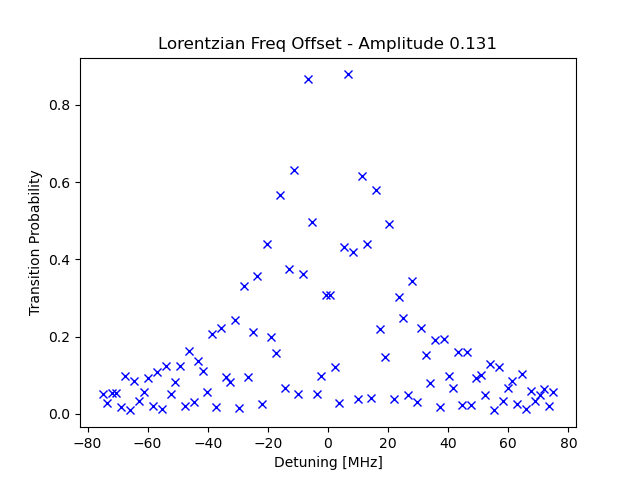 Lorentzian Freq Offset - Amplitude 0.131
Transition Probability
0.8
0.6
0.4
0.2
0.0
−80 −60 −40 −20 0 20 40 60 80
Detuning [MHz]